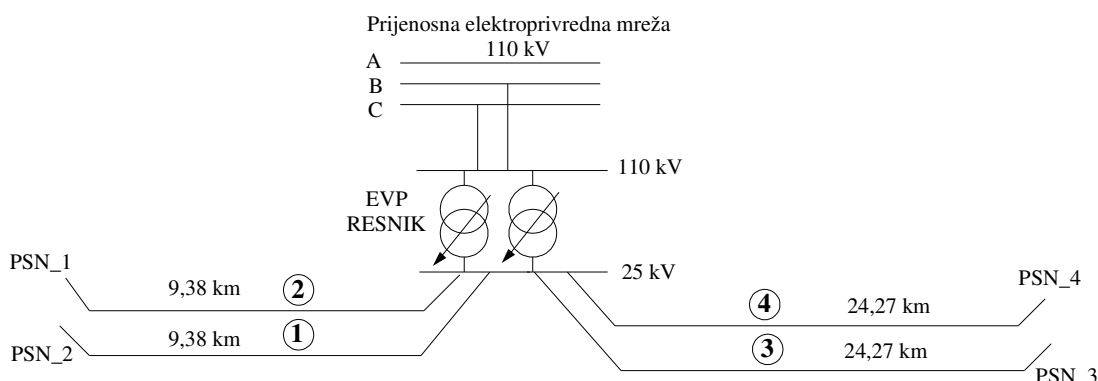 Prijenosna elektroprivredna mreža
110 kV
A
B
C
110 kV
EVP
RESNIK
25 kV
PSN_1
9,38 km 2
9,38 km 1
PSN_2
PSN_4
4 24,27 km
3 24,27 km
PSN_3